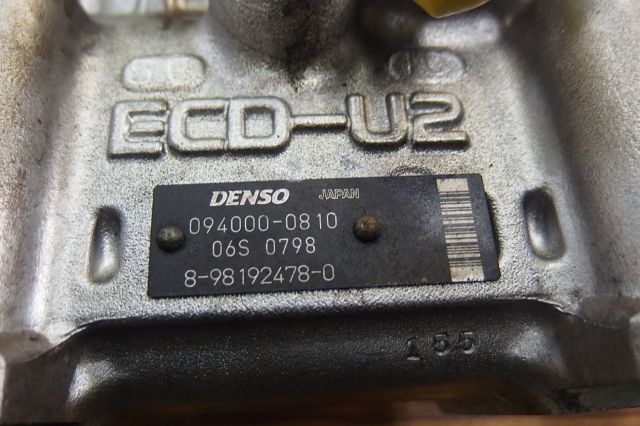 ECD-U2
DENSO JAPAN
094000-0810
06S 0798
8-98192478-0
155